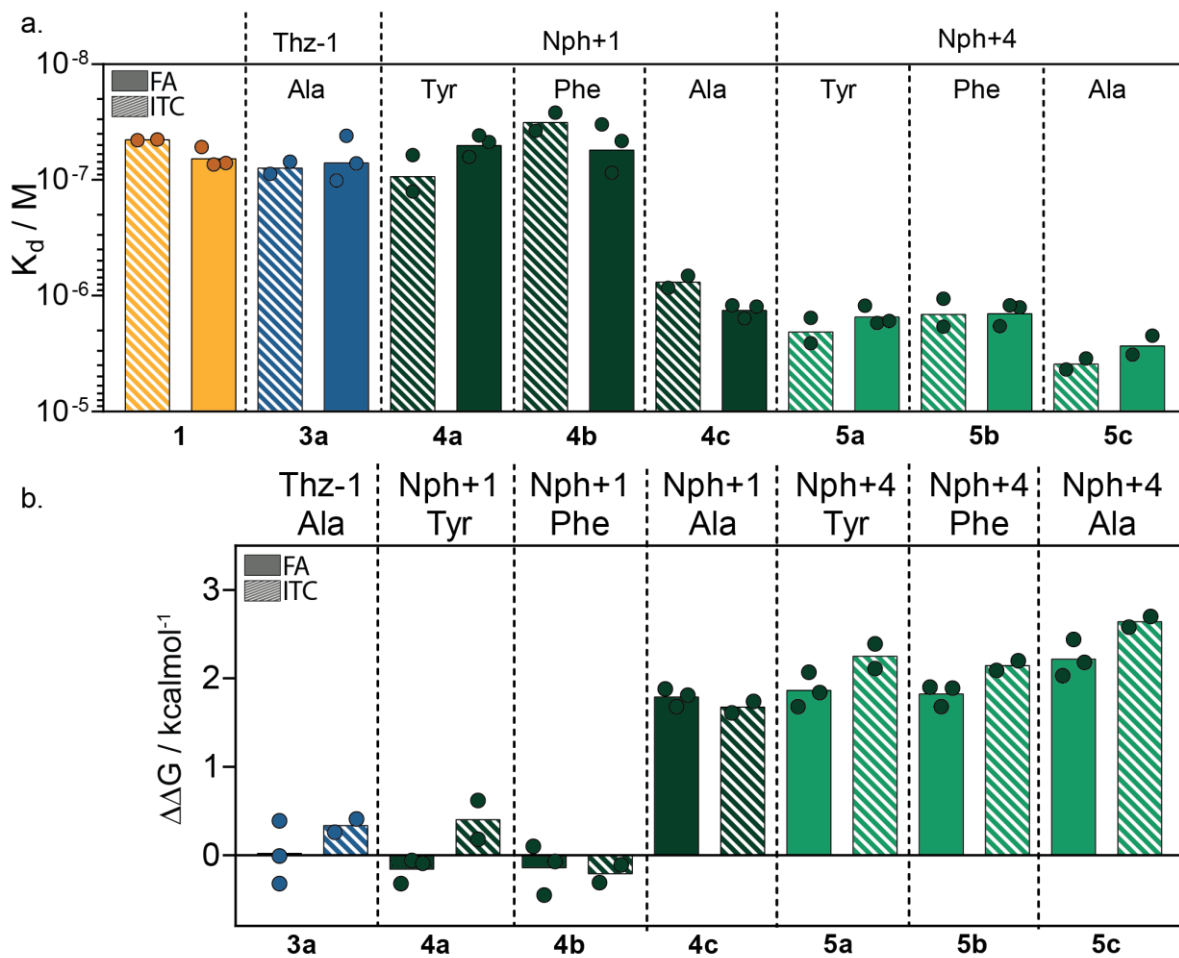 a.
Thz-1 Nph+1 Nph+4
10⁻⁸
FA Ala Tyr Phe Ala Tyr Phe Ala
ITC
10⁻⁷
K_d / M
10⁻⁶
10⁻⁵
1 3a 4a 4b 4c 5a 5b 5c
b.
Thz-1 Nph+1 Nph+1 Nph+1 Nph+4 Nph+4 Nph+4
Ala Tyr Phe Ala Tyr Phe Ala
FA
ITC
3
2
ΔΔG / kcalmol⁻¹
1
0
3a 4a 4b 4c 5a 5b 5c